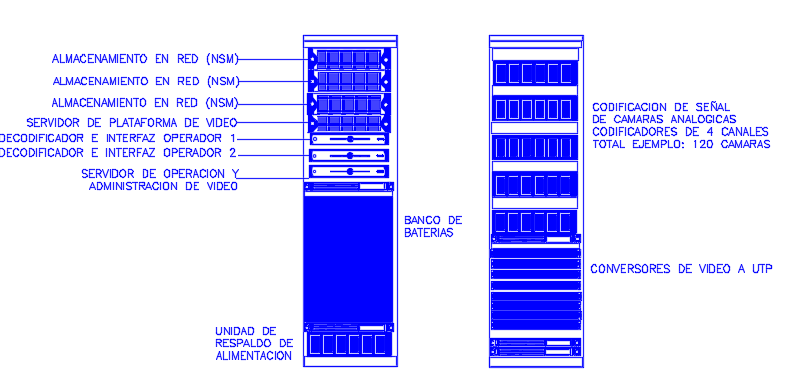 ALMACENAMIENTO EN RED (NSM)
ALMACENAMIENTO EN RED (NSM)
ALMACENAMIENTO EN RED (NSM)
SERVIDOR DE PLATAFORMA DE VIDEO
DECODIFICADOR E INTERFAZ OPERADOR 1
DECODIFICADOR E INTERFAZ OPERADOR 2
SERVIDOR DE OPERACION Y
ADMINISTRACION DE VIDEO
BANCO DE
BATERIAS
UNIDAD DE
RESPALDO DE
ALIMENTACION
CODIFICACION DE SEÑAL
DE CAMARAS ANALOGICAS
CODIFICADORES DE 4 CANALES
TOTAL EJEMPLO: 120 CAMARAS
CONVERSORES DE VIDEO A UTP